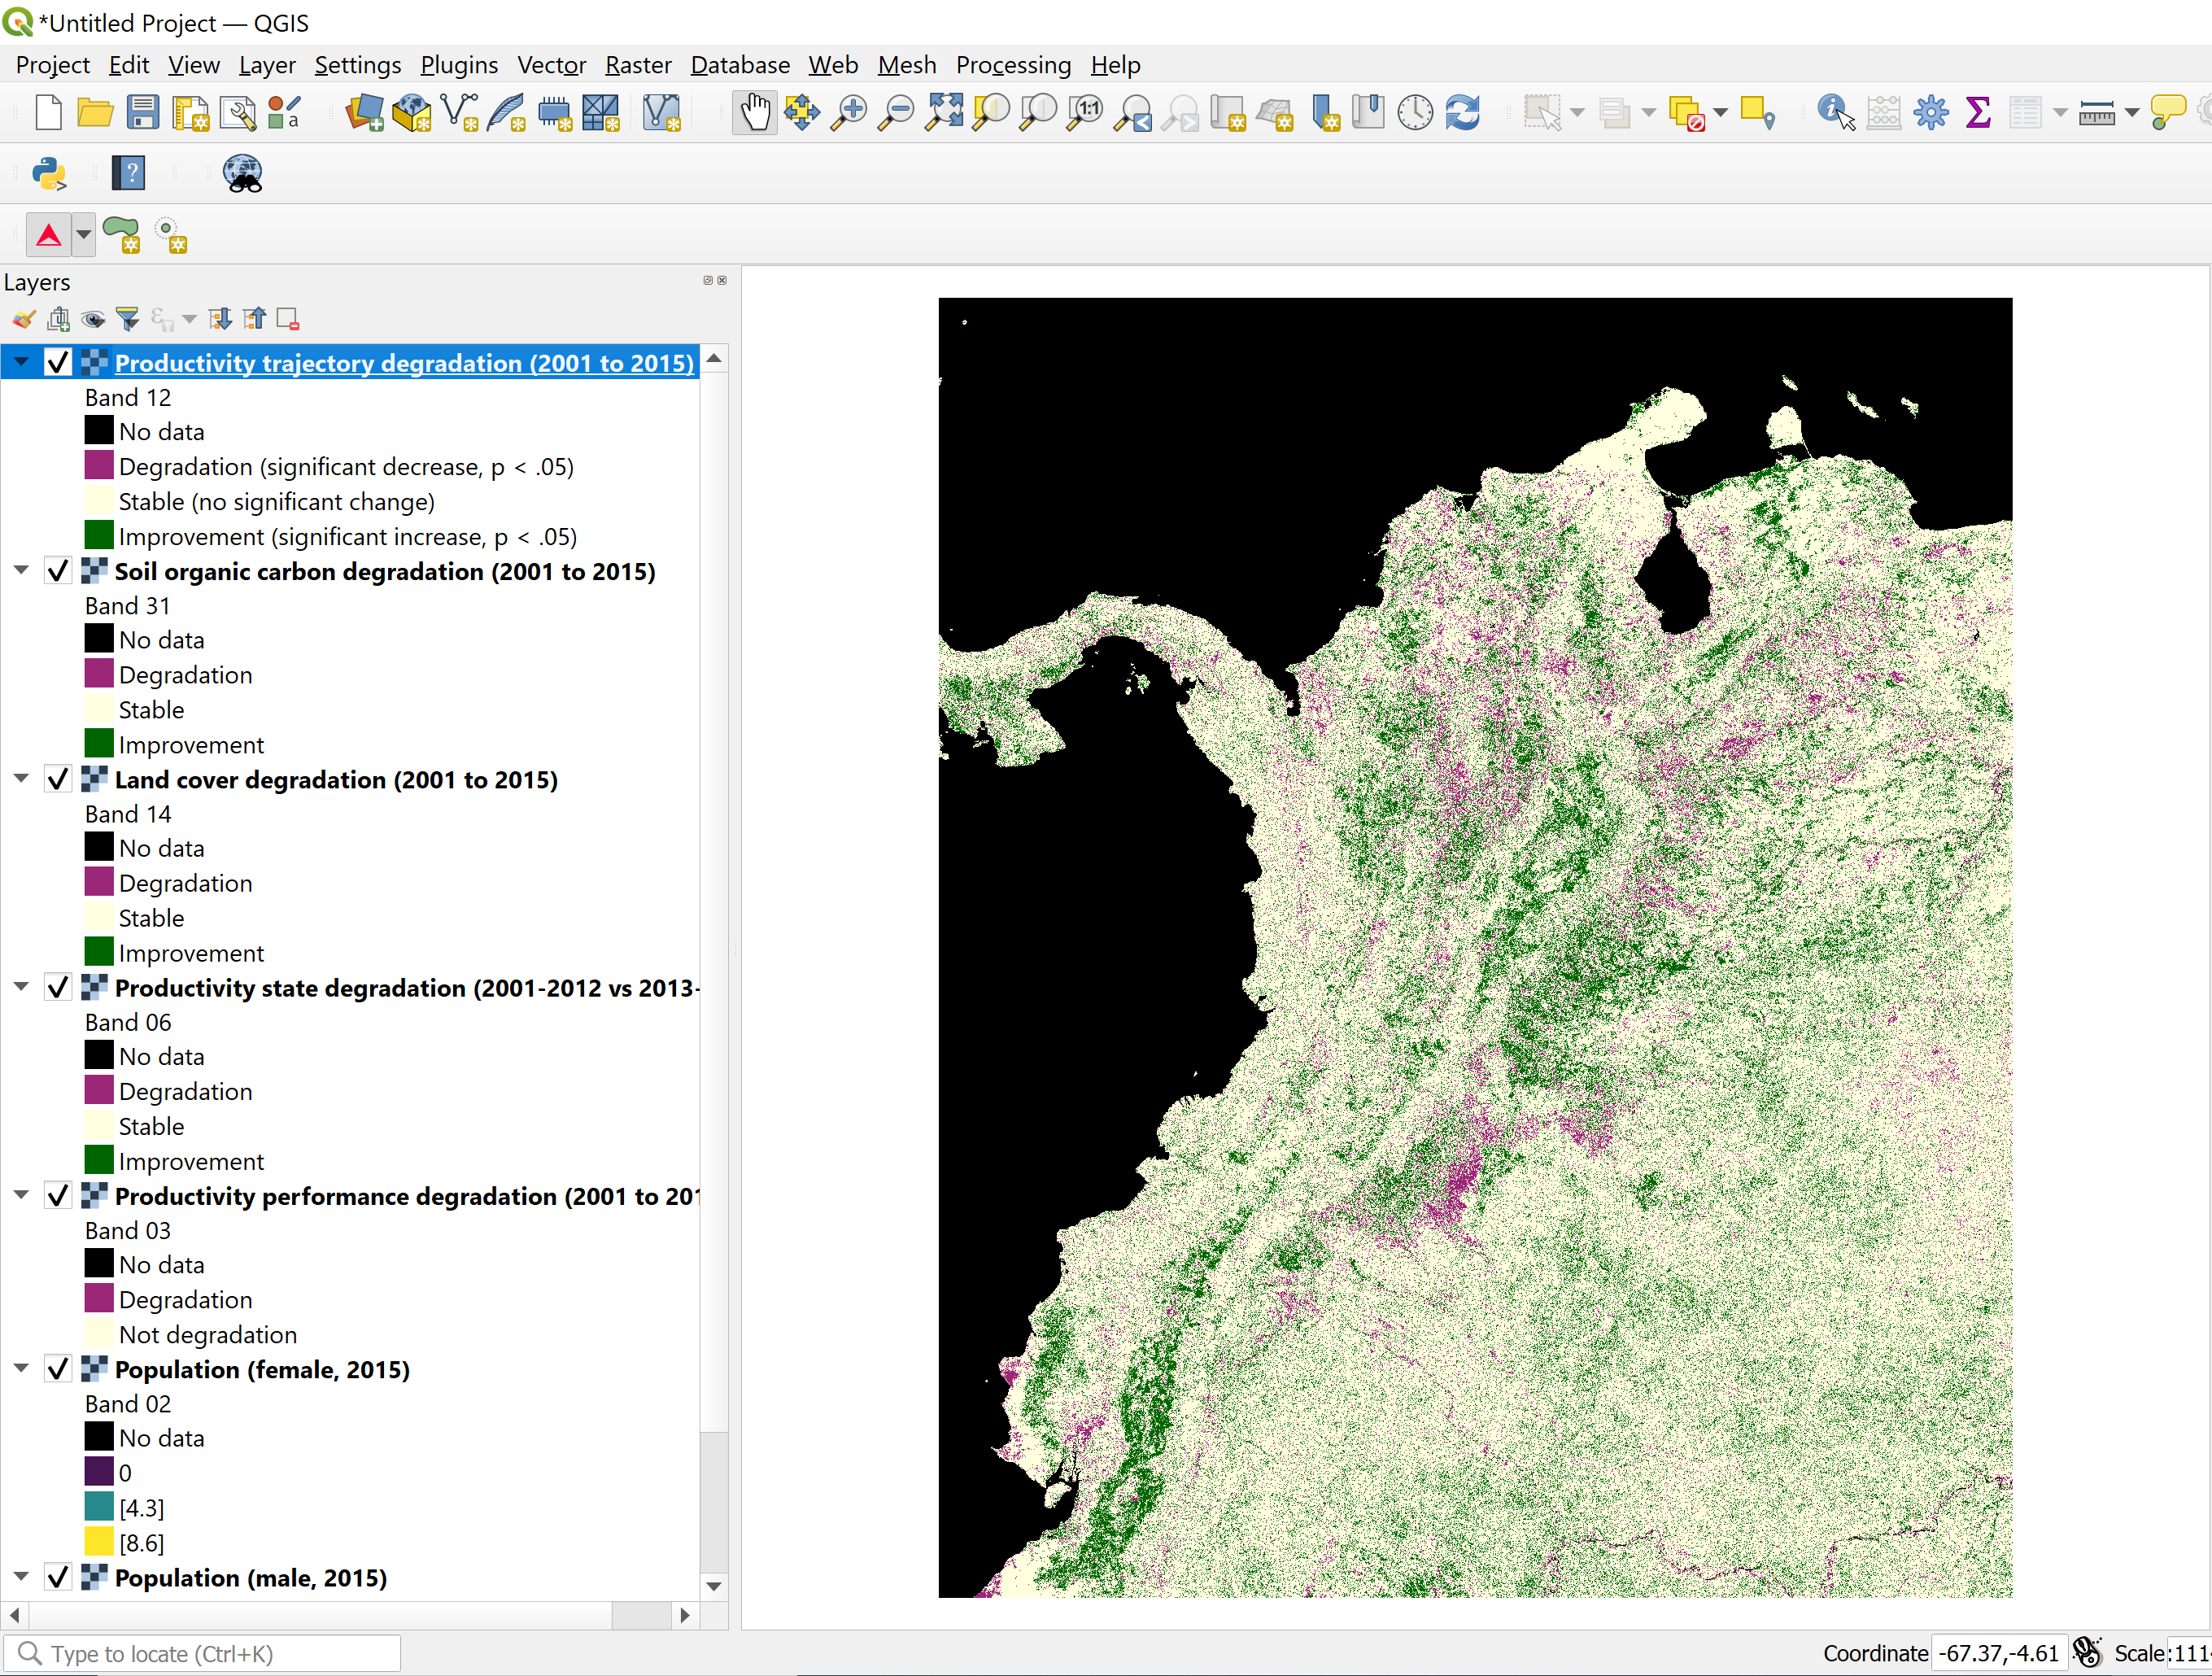 *Untitled Project — QGIS
Project Edit View Layer Settings Plugins Vector Raster Database Web Mesh Processing Help
Layers
Productivity trajectory degradation (2001 to 2015)
Band 12
No data
Degradation (significant decrease, p < .05)
Stable (no significant change)
Improvement (significant increase, p < .05)
Soil organic carbon degradation (2001 to 2015)
Band 31
No data
Degradation
Stable
Improvement
Land cover degradation (2001 to 2015)
Band 14
No data
Degradation
Stable
Improvement
Productivity state degradation (2001-2012 vs 2013-
Band 06
No data
Degradation
Stable
Improvement
Productivity performance degradation (2001 to 201
Band 03
No data
Degradation
Not degradation
Population (female, 2015)
Band 02
No data
0
[4.3]
[8.6]
Population (male, 2015)
Type to locate (Ctrl+K)
Coordinate -67.37,-4.61 Scale :111